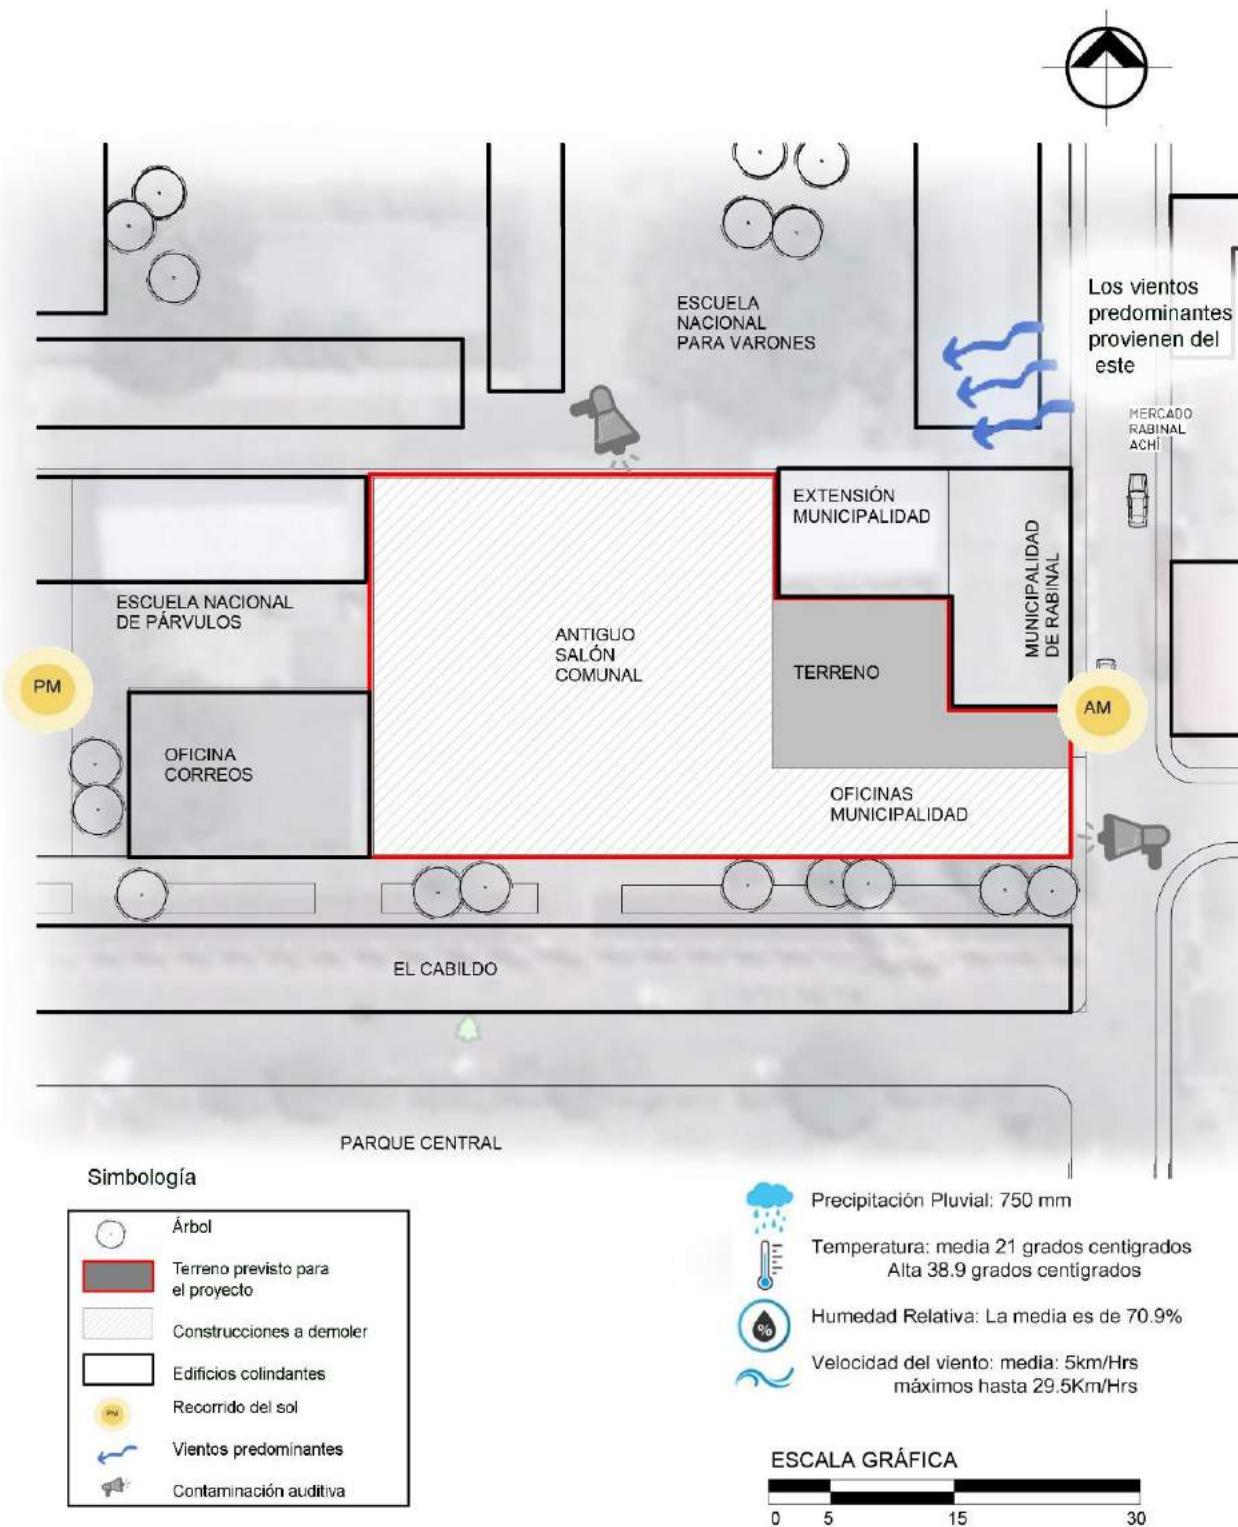 ESCUELA
NACIONAL
PARA VARONES
Los vientos
predominantes
provienen del
este
MERCADO
RABINAL
ACHÍ
EXTENSIÓN
MUNICIPALIDAD
MUNICIPALIDAD
DE RABINAL
ESCUELA NACIONAL
DE PÁRVULOS
ANTIGUO
SALÓN
COMUNAL
TERRENO
PM
AM
OFICINA
CORREOS
OFICINAS
MUNICIPALIDAD
EL CABILDO
PARQUE CENTRAL
Simbología
Árbol
Terreno previsto para
el proyecto
Construcciones a demoler
Edificios colindantes
PM
Recorrido del sol
Vientos predominantes
Contaminación auditiva
Precipitación Pluvial: 750 mm
Temperatura: media 21 grados centigrados
Alta 38.9 grados centígrados
%
Humedad Relativa: La media es de 70.9%
Velocidad del viento: media: 5km/Hrs
máximos hasta 29.5Km/Hrs
ESCALA GRÁFICA
0 5 15 30